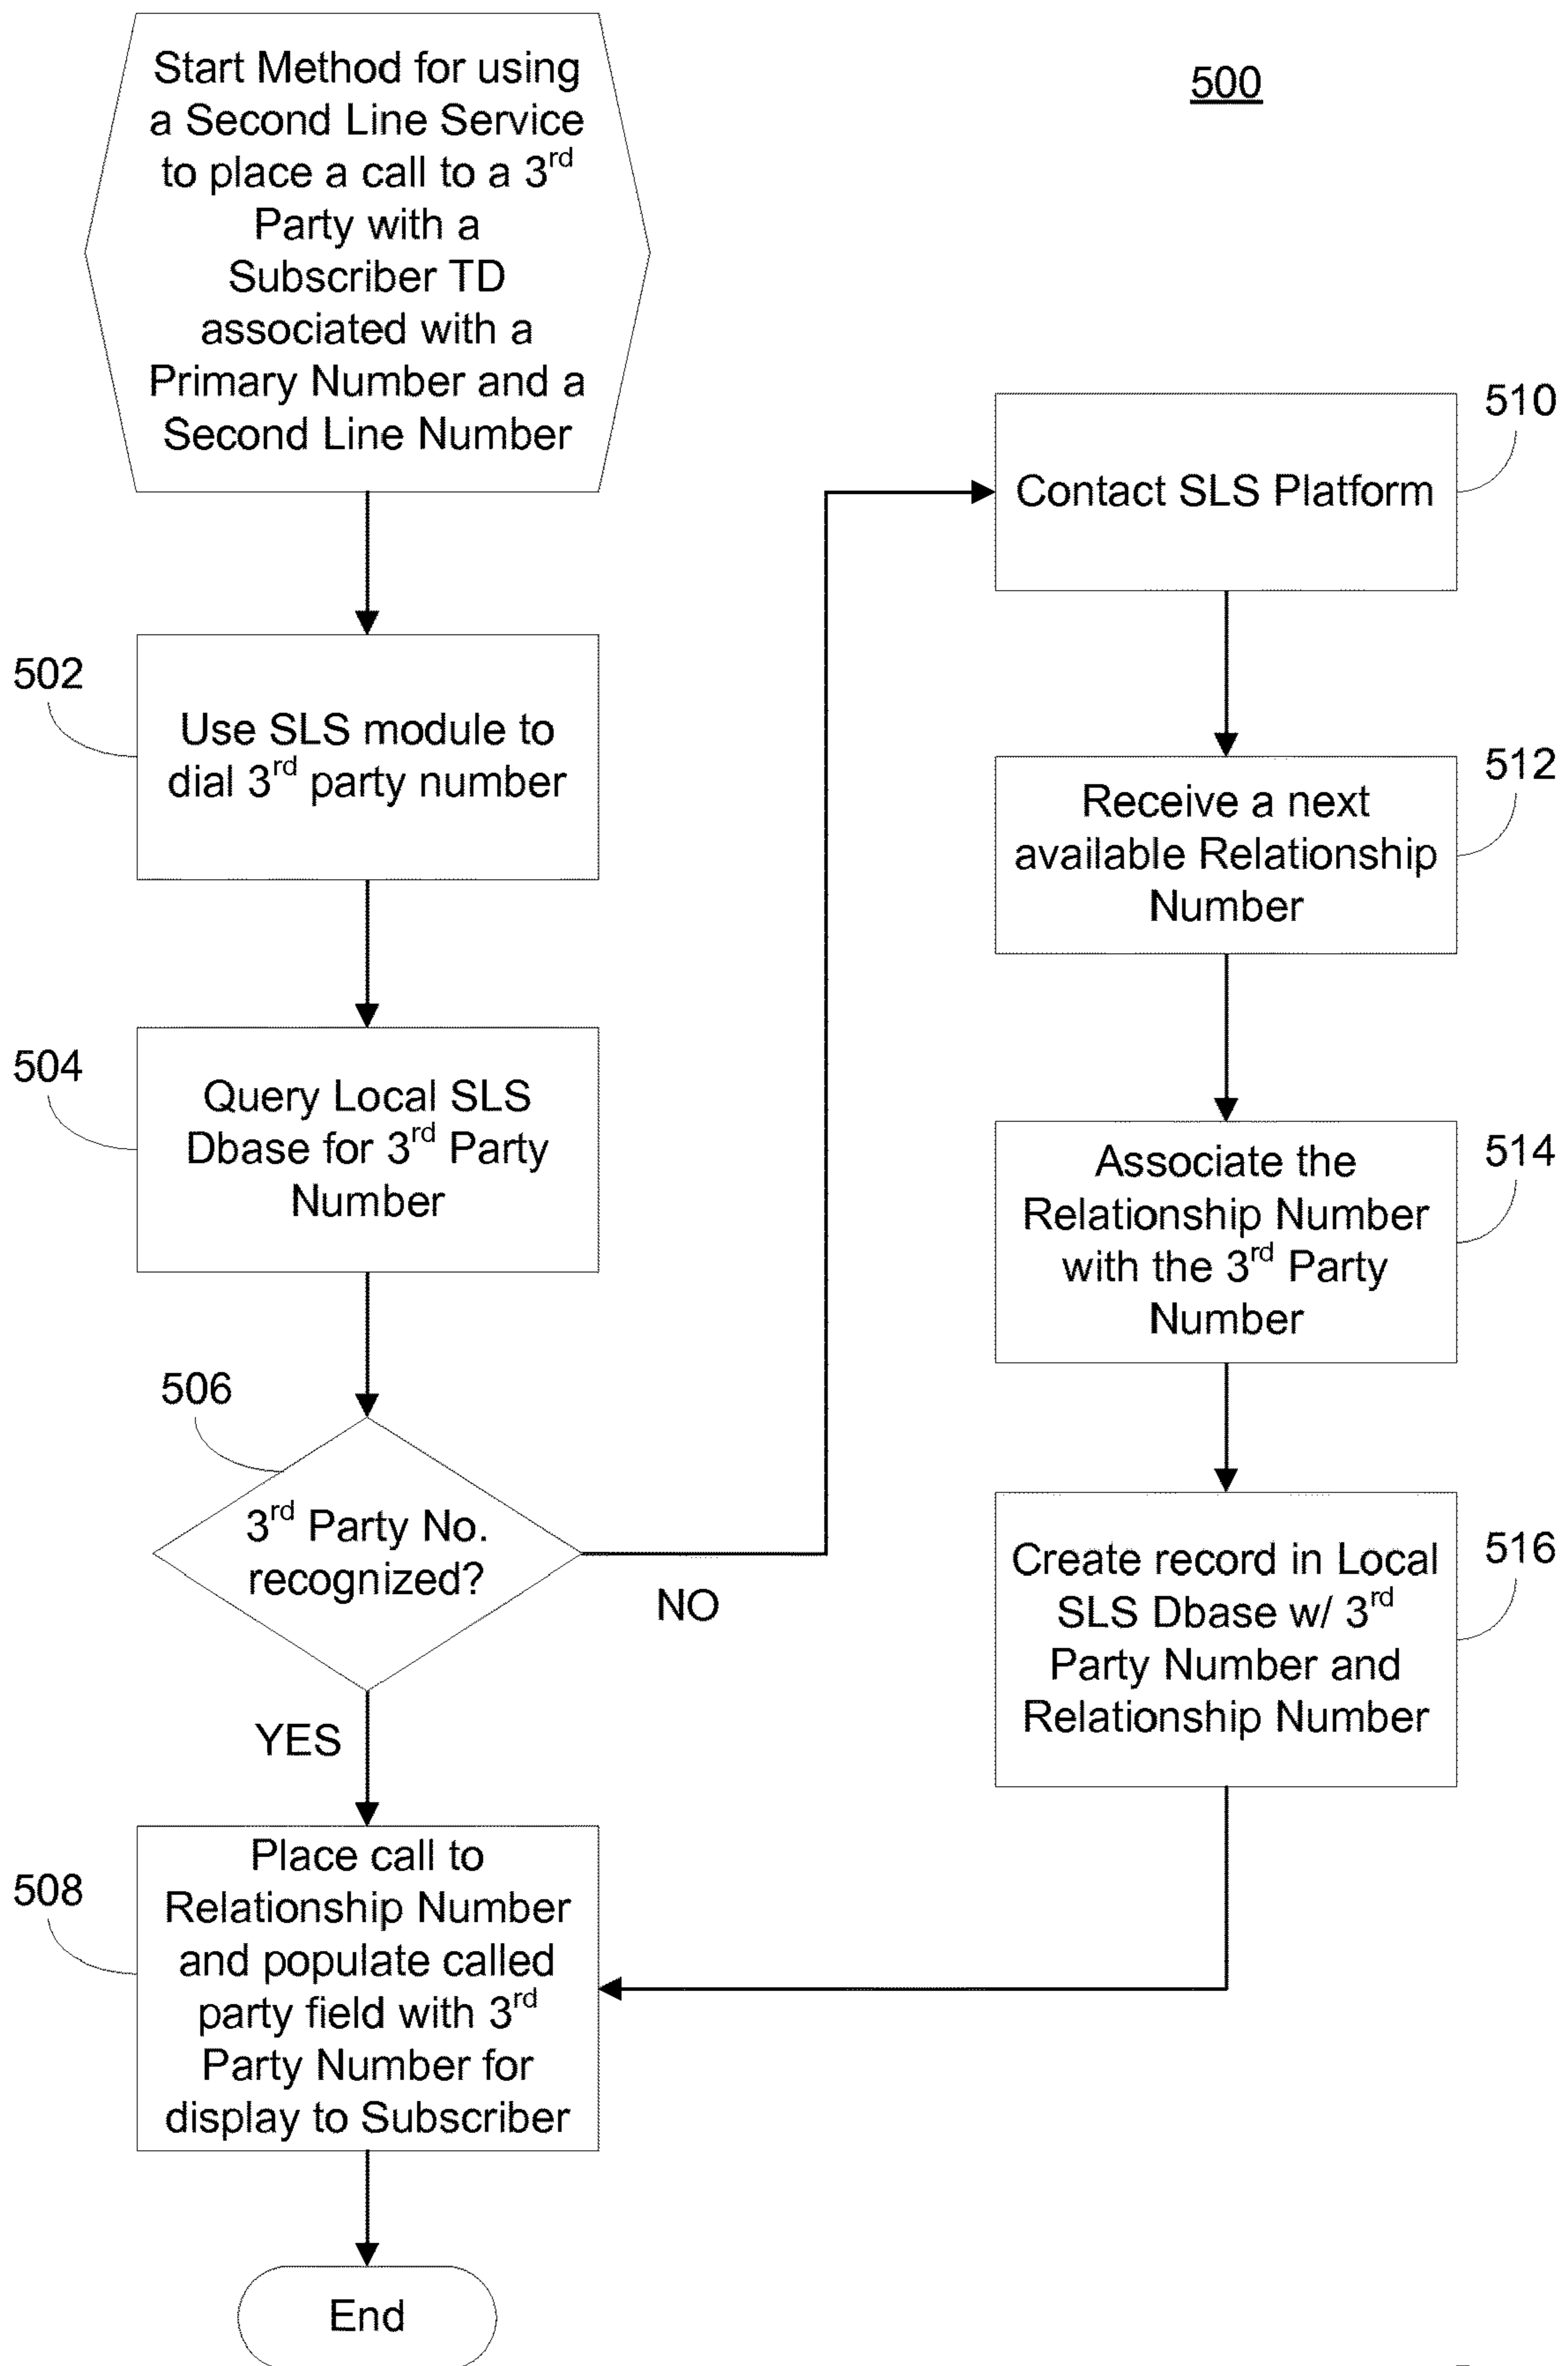 Start Method for using
a Second Line Service
to place a call to a 3rd
Party with a
Subscriber TD
associated with a
Primary Number and a
Second Line Number
500
502
Use SLS module to
dial 3rd party number
504
Query Local SLS
Dbase for 3rd Party
Number
506
3rd Party No.
recognized?
NO
YES
508
Place call to
Relationship Number
and populate called
party field with 3rd
Party Number for
display to Subscriber
End
510
Contact SLS Platform
512
Receive a next
available Relationship
Number
514
Associate the
Relationship Number
with the 3rd Party
Number
516
Create record in Local
SLS Dbase w/ 3rd
Party Number and
Relationship Number